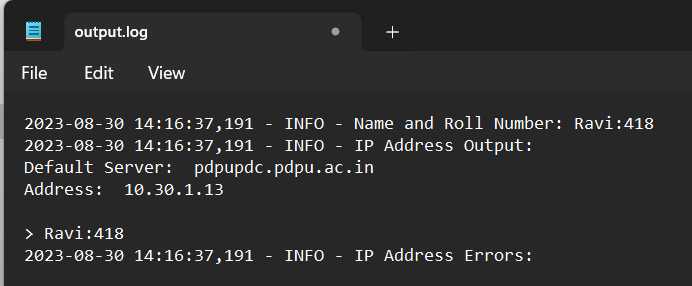 output.log
File Edit View
2023-08-30 14:16:37,191 - INFO - Name and Roll Number: Ravi:418
2023-08-30 14:16:37,191 - INFO - IP Address Output:
Default Server:  pdpupdc.pdpu.ac.in
Address:  10.30.1.13
> Ravi:418
2023-08-30 14:16:37,191 - INFO - IP Address Errors: